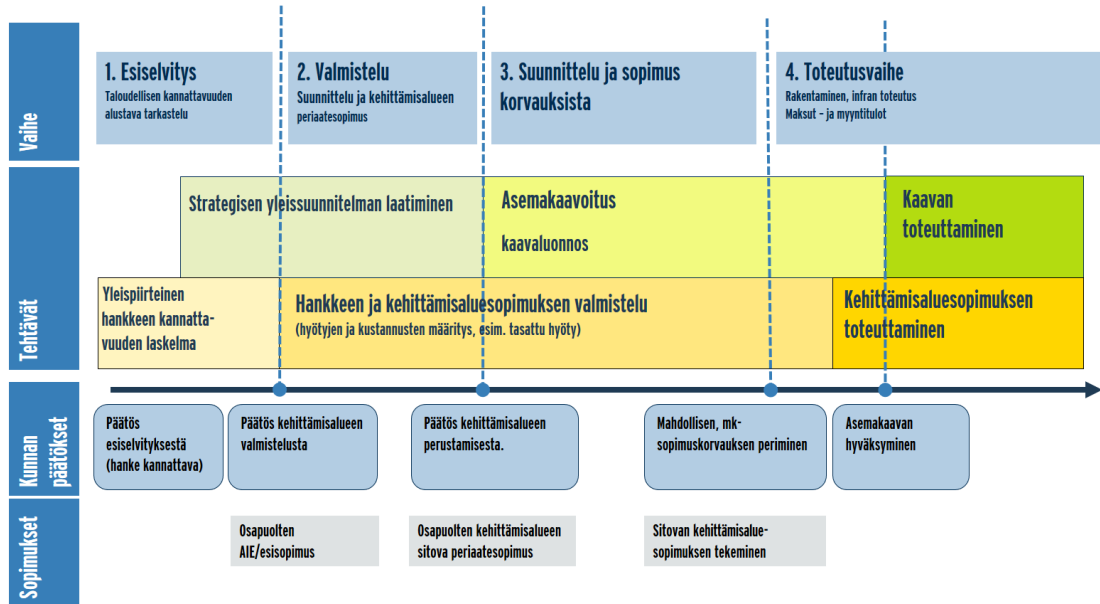 Vaihe
1. Esiselvitys
Taloudellisen kannattavuuden
alustava tarkastelu
2. Valmistelu
Suunnittelu ja kehittämisalueen
periaatesopimus
3. Suunnittelu ja sopimus
korvauksista
4. Toteutusvaihe
Rakentaminen, infran toteutus
Maksut – ja myyntitulot
Tehtävät
Strategisen yleissuunnitelman laatiminen
Asemakaavoitus
kaavaluonnos
Kaavan
toteuttaminen
Yleispiirteinen
hankkeen kannatta-
vuuden laskelma
Hankkeen ja kehittämisaluesopimuksen valmistelu
(hyötyjen ja kustannusten määritys, esim. tasattu hyöty)
Kehittämisaluesopimuksen
toteuttaminen
Kunnan
päätökset
Päätös
esiselvityksestä
(hanke kannattava)
Päätös kehittämisalueen
valmistelusta
Päätös kehittämisalueen
perustamisesta.
Mahdollisen, mk-
sopimuskorvauksen periminen
Asemakaavan
hyväksyminen
Sopimukset
Osapuolten
AIE/esisopimus
Osapuolten kehittämisalueen
sitova periaatesopimus
Sitovan kehittämisalue-
sopimuksen tekeminen